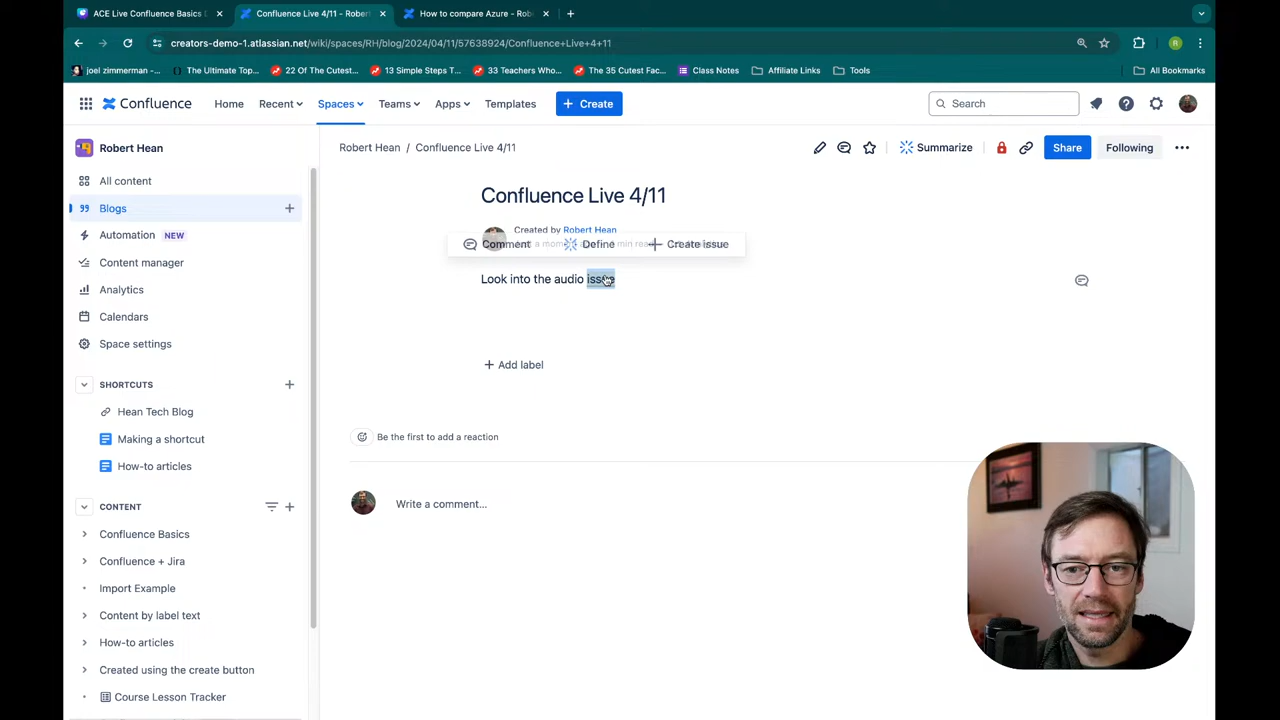 ACE Live Confluence Basics
Confluence Live 4/11 - Robert
How to compare Azure - Rob
creators-demo-1.atlassian.net/wiki/spaces/RH/blog/2024/04/11/57638924/Confluence+Live+4+11
joel zimmerman -...
The Ultimate Top...
22 Of The Cutest...
13 Simple Steps T...
33 Teachers Who...
The 35 Cutest Fac...
Class Notes
Affiliate Links
Tools
All Bookmarks
Confluence
Home
Recent
Spaces
Teams
Apps
Templates
+ Create
Search
R
Robert Hean
Robert Hean / Confluence Live 4/11
Summarize
Share
Following
All content
Blogs
Automation NEW
Content manager
Analytics
Calendars
Space settings
SHORTCUTS
Hean Tech Blog
Making a shortcut
How-to articles
CONTENT
Confluence Basics
Confluence + Jira
Import Example
Content by label text
How-to articles
Created using the create button
Course Lesson Tracker
Confluence Live 4/11
Created by Robert Hean
Comment
Define
Create issue
Look into the audio issue
+ Add label
Be the first to add a reaction
Write a comment...